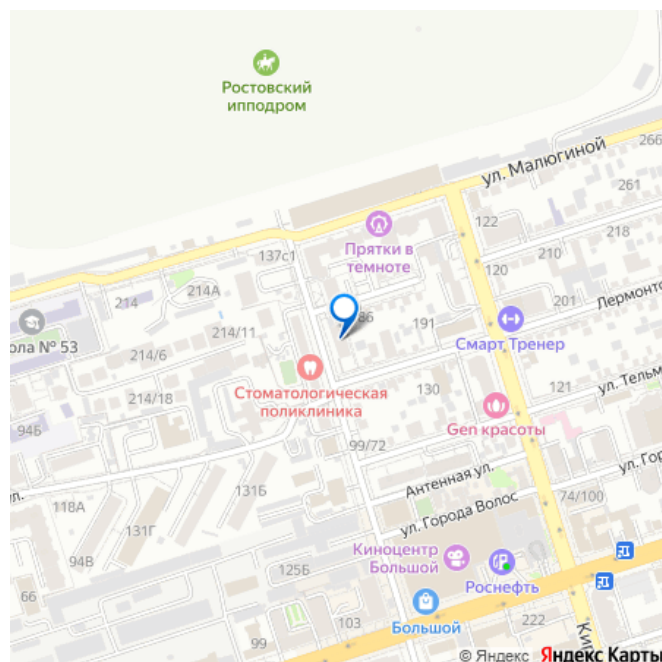 Ростовский
ипподром
ул. Малюгиной
266
261
122
218
Прятки в
темноте
137с1
210
120
214А
214
201
Лермонто
86
191
214/11
Смарт Тренер
ола № 53
214/6
Стоматологическая
поликлиника
130
121
ул. Тельм
214/18
Gen красоты
94Б
99/72
ул. Гор
Антенная ул.
ул.
131Б
74/100
118А
ул. Города Волос
131Г
Киноцентр
Большой
94В
125Б
Роснефть
66
103
Большой
222
99
© Яндекс Яндекс Карты